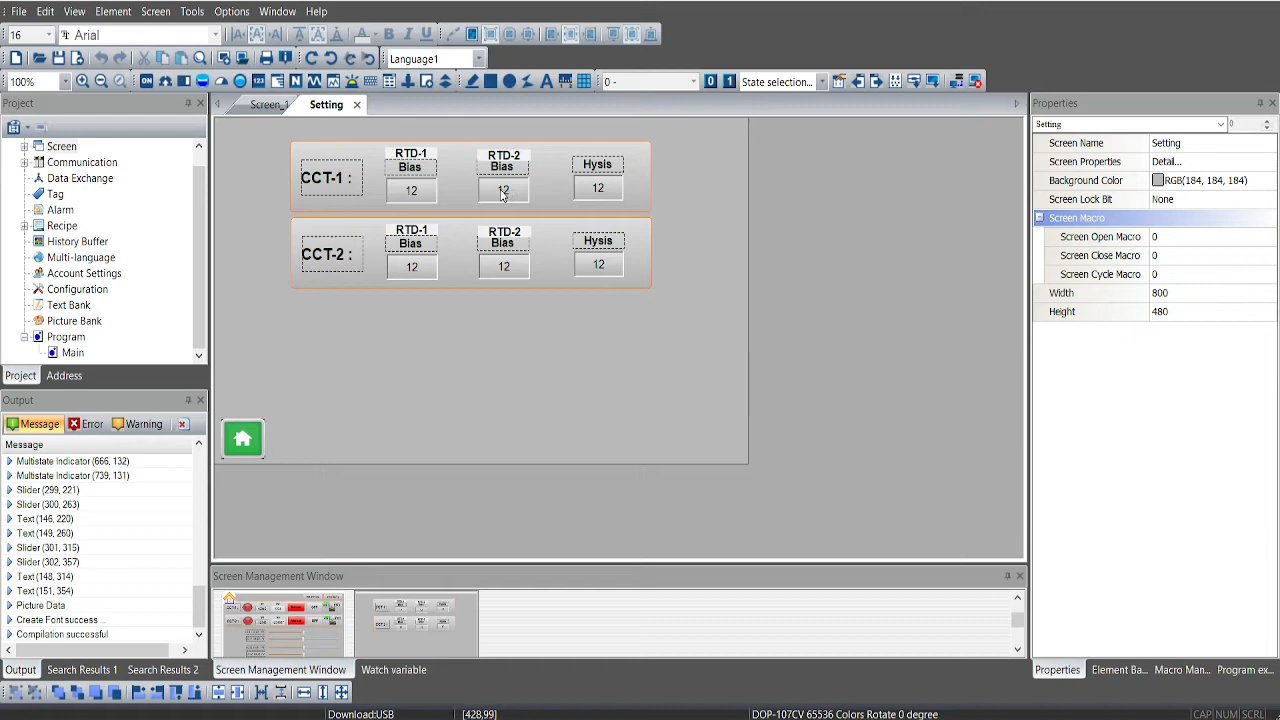 File Edit View Element Screen Tools Options Window Help
16 Arial
Language1
100% 0 - State selection...
Project
Screen
Communication
Data Exchange
Tag
Alarm
Recipe
History Buffer
Multi-language
Account Settings
Configuration
Text Bank
Picture Bank
Program
Main
Project Address
Output
Message Error Warning
Message
Multistate Indicator (666, 132)
Multistate Indicator (739, 131)
Slider (299, 221)
Slider (300, 263)
Text (146, 220)
Text (149, 260)
Slider (301, 315)
Slider (302, 357)
Text (148, 314)
Text (151, 354)
Picture Data
Create Font success ...
Compilation successful
Output Search Results 1 Search Results 2
Screen_1 Setting
CCT-1 :
RTD-1
Bias
12
RTD-2
Bias
12
Hysis
12
CCT-2 :
RTD-1
Bias
12
RTD-2
Bias
12
Hysis
12
Screen Management Window
Screen Management Window Watch variable
Properties
Setting 0
Screen Name Setting
Screen Properties Detail...
Background Color RGB(184, 184, 184)
Screen Lock Bit None
Screen Macro
Screen Open Macro 0
Screen Close Macro 0
Screen Cycle Macro 0
Width 800
Height 480
Properties Element Ba... Macro Man... Program ex...
Download:USB [428,99] DOP-107CV 65536 Colors Rotate 0 degree CAP NUM SCRL